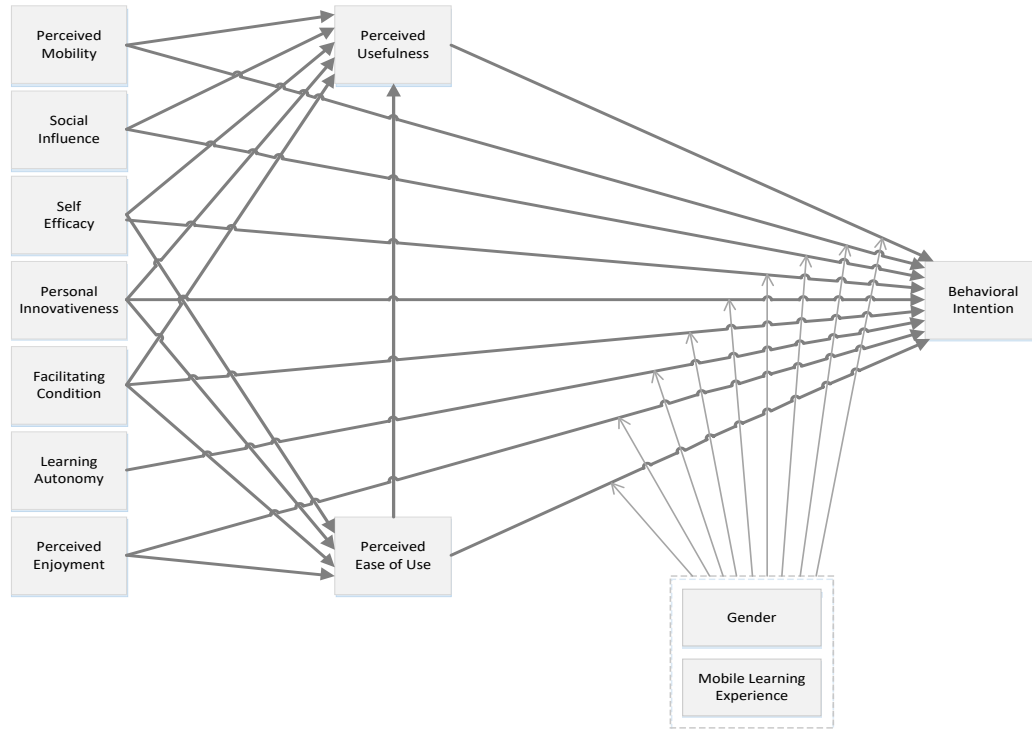 Perceived
Mobility
Social
Influence
Self
Efficacy
Personal
Innovativeness
Facilitating
Condition
Learning
Autonomy
Perceived
Enjoyment
Perceived
Usefulness
Perceived
Ease of Use
Behavioral
Intention
Gender
Mobile Learning
Experience